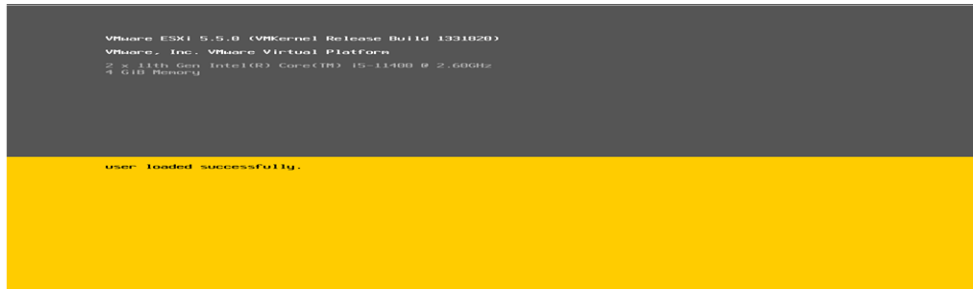 VMware ESXi 5.5.0 (VMKernel Release Build 1331820)
VMware, Inc. VMware Virtual Platform
2 x 11th Gen Intel(R) Core(TM) i5-11400 @ 2.60GHz
4 GiB Memory
user loaded successfully.